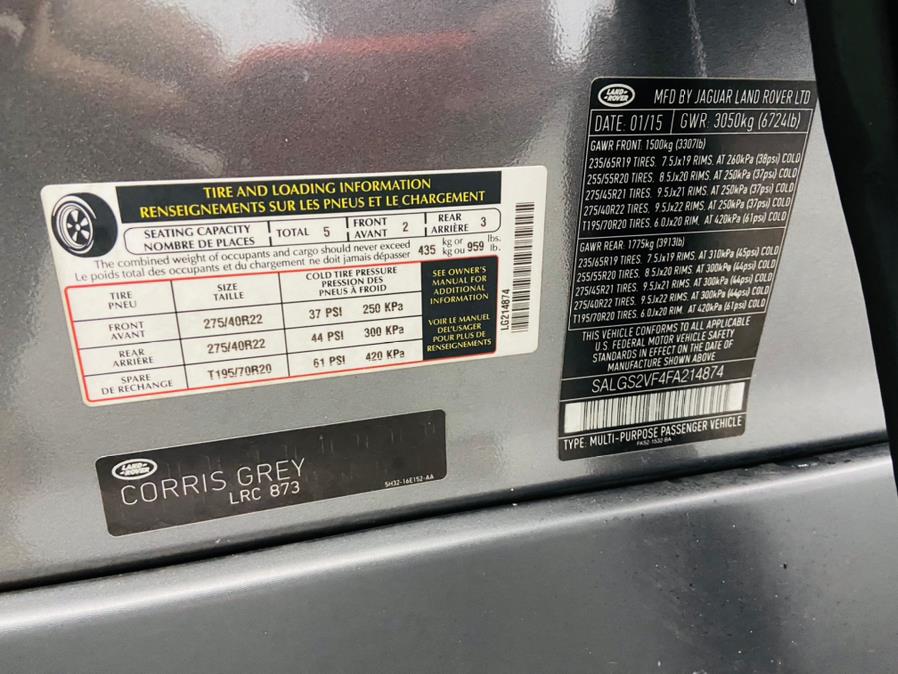 TIRE AND LOADING INFORMATION
RENSEIGNEMENTS SUR LES PNEUS ET LE CHARGEMENT
SEATING CAPACITY
NOMBRE DE PLACES
TOTAL 5
FRONT
AVANT 2
REAR
ARRIÈRE 3
The combined weight of occupants and cargo should never exceed 435 kg or 959 lbs.
Le poids total des occupants et du chargement ne doit jamais dépasser kg ou lb.
TIRE
PNEU
SIZE
TAILLE
COLD TIRE PRESSURE
PRESSION DES
PNEUS À FROID
FRONT
AVANT
275/40R22
37 PSI 250 KPa
REAR
ARRIÈRE
275/40R22
44 PSI 300 KPa
SPARE
DE RECHANGE
T195/70R20
61 PSI 420 KPa
SEE OWNER'S
MANUAL FOR
ADDITIONAL
INFORMATION
VOIR LE MANUEL
DEL'USAGER
POUR PLUS DE
RENSEIGNEMENTS
LG214874
LAND ROVER
CORRIS GREY
LRC 873
5H32-16E152-AA
LAND ROVER
MFD BY JAGUAR LAND ROVER LTD
DATE: 01/15 GWR: 3050kg (6724lb)
GAWR FRONT. 1500kg (3307lb)
235/65R19 TIRES. 7.5Jx19 RIMS. AT 260kPa (38psi) COLD
255/55R20 TIRES. 8.5Jx20 RIMS. AT 250kPa (37psi) COLD
275/45R21 TIRES. 9.5Jx21 RIMS. AT 250kPa (37psi) COLD
275/40R22 TIRES. 9.5Jx22 RIMS. AT 250kPa (37psi) COLD
T195/70R20 TIRES. 6.0Jx20 RIM. AT 420kPa (61psi) COLD
GAWR REAR. 1775kg (3913lb)
235/65R19 TIRES. 7.5Jx19 RIMS. AT 310kPa (45psi) COLD
255/55R20 TIRES. 8.5Jx20 RIMS. AT 300kPa (44psi) COLD
275/45R21 TIRES. 9.5Jx21 RIMS. AT 300kPa (44psi) COLD
275/40R22 TIRES. 9.5Jx22 RIMS. AT 300kPa (44psi) COLD
T195/70R20 TIRES. 6.0Jx20 RIM. AT 420kPa (61psi) COLD
THIS VEHICLE CONFORMS TO ALL APPLICABLE
U.S. FEDERAL MOTOR VEHICLE SAFETY
STANDARDS IN EFFECT ON THE DATE OF
MANUFACTURE SHOWN ABOVE
SALGS2VF4FA214874
TYPE: MULTI-PURPOSE PASSENGER VEHICLE
FK52-1532-BA